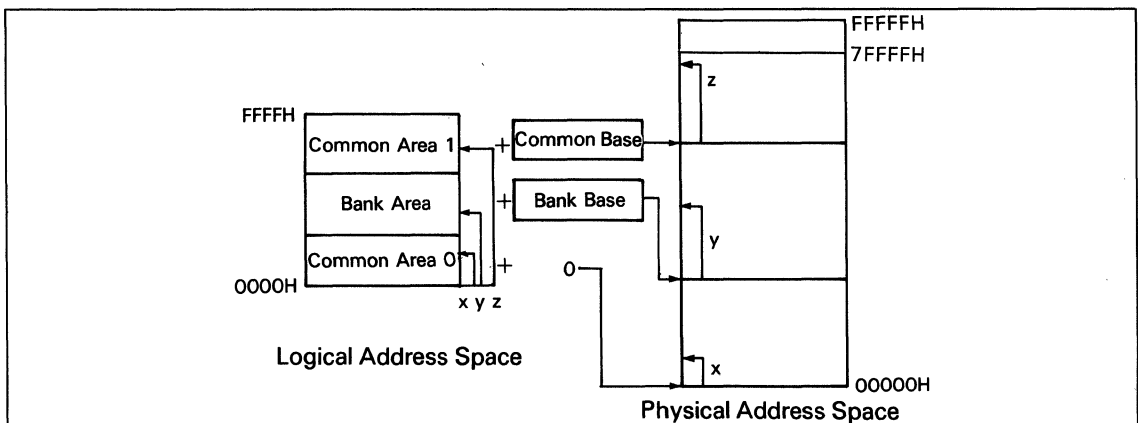 FFFFFH
7FFFFH
z
FFFFH
Common Area 1
+
Common Base
Bank Area
+
Bank Base
y
Common Area 0
+
0
0000H
x y z
x
00000H
Logical Address Space
Physical Address Space